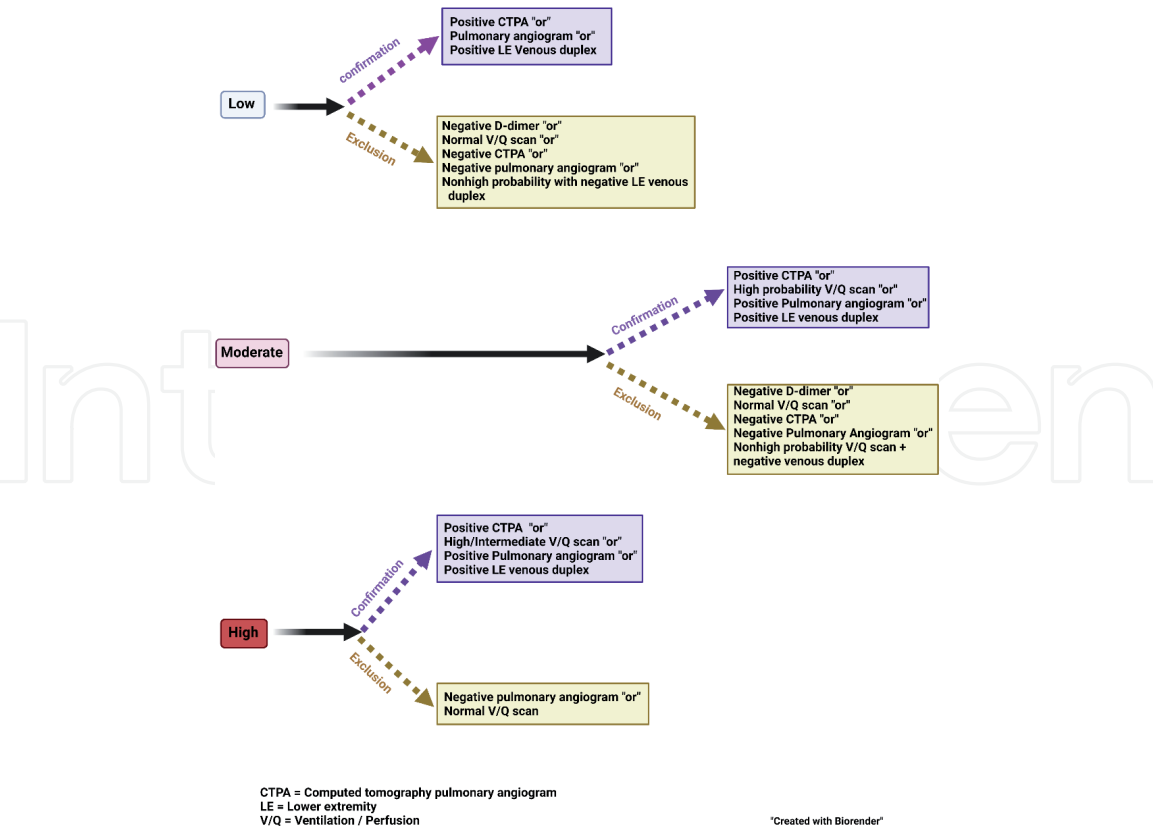 Positive CTPA "or"
Pulmonary angiogram "or"
Positive LE Venous duplex
confirmation
Low
Exclusion
Negative D-dimer "or"
Normal V/Q scan "or"
Negative CTPA "or"
Negative pulmonary angiogram "or"
Nonhigh probability with negative LE venous
duplex
Positive CTPA "or"
High probability V/Q scan "or"
Positive Pulmonary angiogram "or"
Positive LE venous duplex
Confirmation
Moderate
Exclusion
Negative D-dimer "or"
Normal V/Q scan "or"
Negative CTPA "or"
Negative Pulmonary Angiogram "or"
Nonhigh probability V/Q scan +
negative venous duplex
Positive CTPA "or"
High/Intermediate V/Q scan "or"
Positive Pulmonary angiogram "or"
Positive LE venous duplex
Confirmation
High
Exclusion
Negative pulmonary angiogram "or"
Normal V/Q scan
CTPA = Computed tomography pulmonary angiogram
LE = Lower extremity
V/Q = Ventilation / Perfusion
"Created with Biorender"